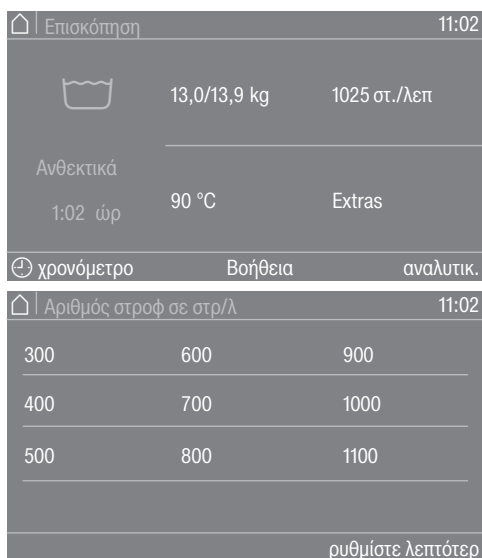 Επισκόπηση 11:02
13,0/13,9 kg 1025 στ./λεπ
Ανθεκτικά
1:02 ώρ
90 °C Extras
χρονόμετρο Βοήθεια αναλυτικ.
Αριθμός στροφ σε στρ/λ 11:02
300 600 900
400 700 1000
500 800 1100
ρυθμίστε λεπτότερ